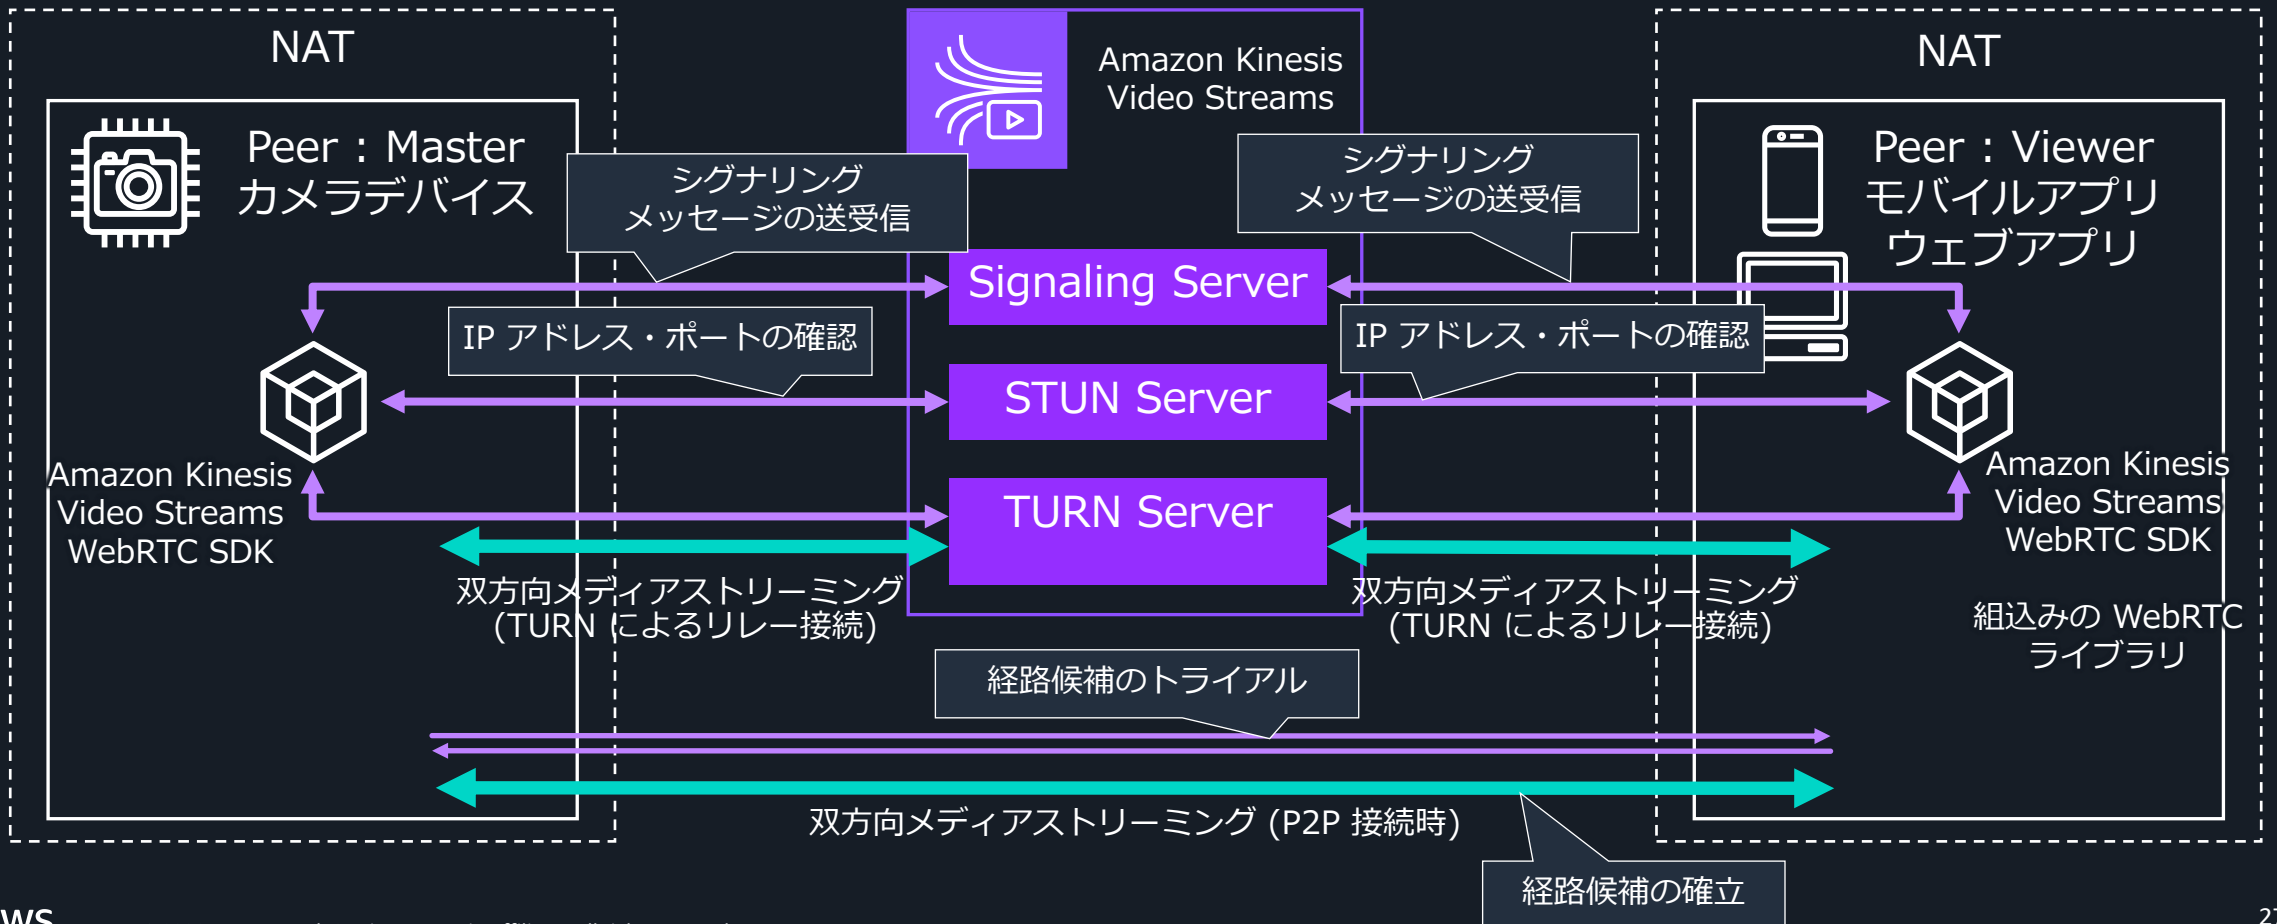 NAT
Peer : Master
カメラデバイス
Amazon Kinesis
Video Streams
WebRTC SDK
Amazon Kinesis
Video Streams
シグナリング
メッセージの送受信
シグナリング
メッセージの送受信
Signaling Server
IP アドレス・ポートの確認
IP アドレス・ポートの確認
STUN Server
TURN Server
双方向メディアストリーミング
(TURN によるリレー接続)
双方向メディアストリーミング
(TURN によるリレー接続)
NAT
Peer : Viewer
モバイルアプリ
ウェブアプリ
Amazon Kinesis
Video Streams
WebRTC SDK
組込みの WebRTC
ライブラリ
経路候補のトライアル
双方向メディアストリーミング (P2P 接続時)
経路候補の確立